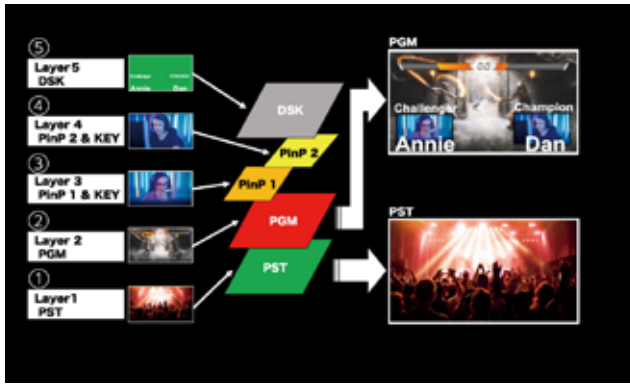 ⑤
Layer5
DSK
Annie Dan
④
Layer 4
PinP 2 & KEY
③
Layer 3
PinP 1 & KEY
②
Layer 2
PGM
①
Layer1
PST
DSK
PinP 2
PinP 1
PGM
PST
PGM
Challenger Champion
Annie Dan
PST